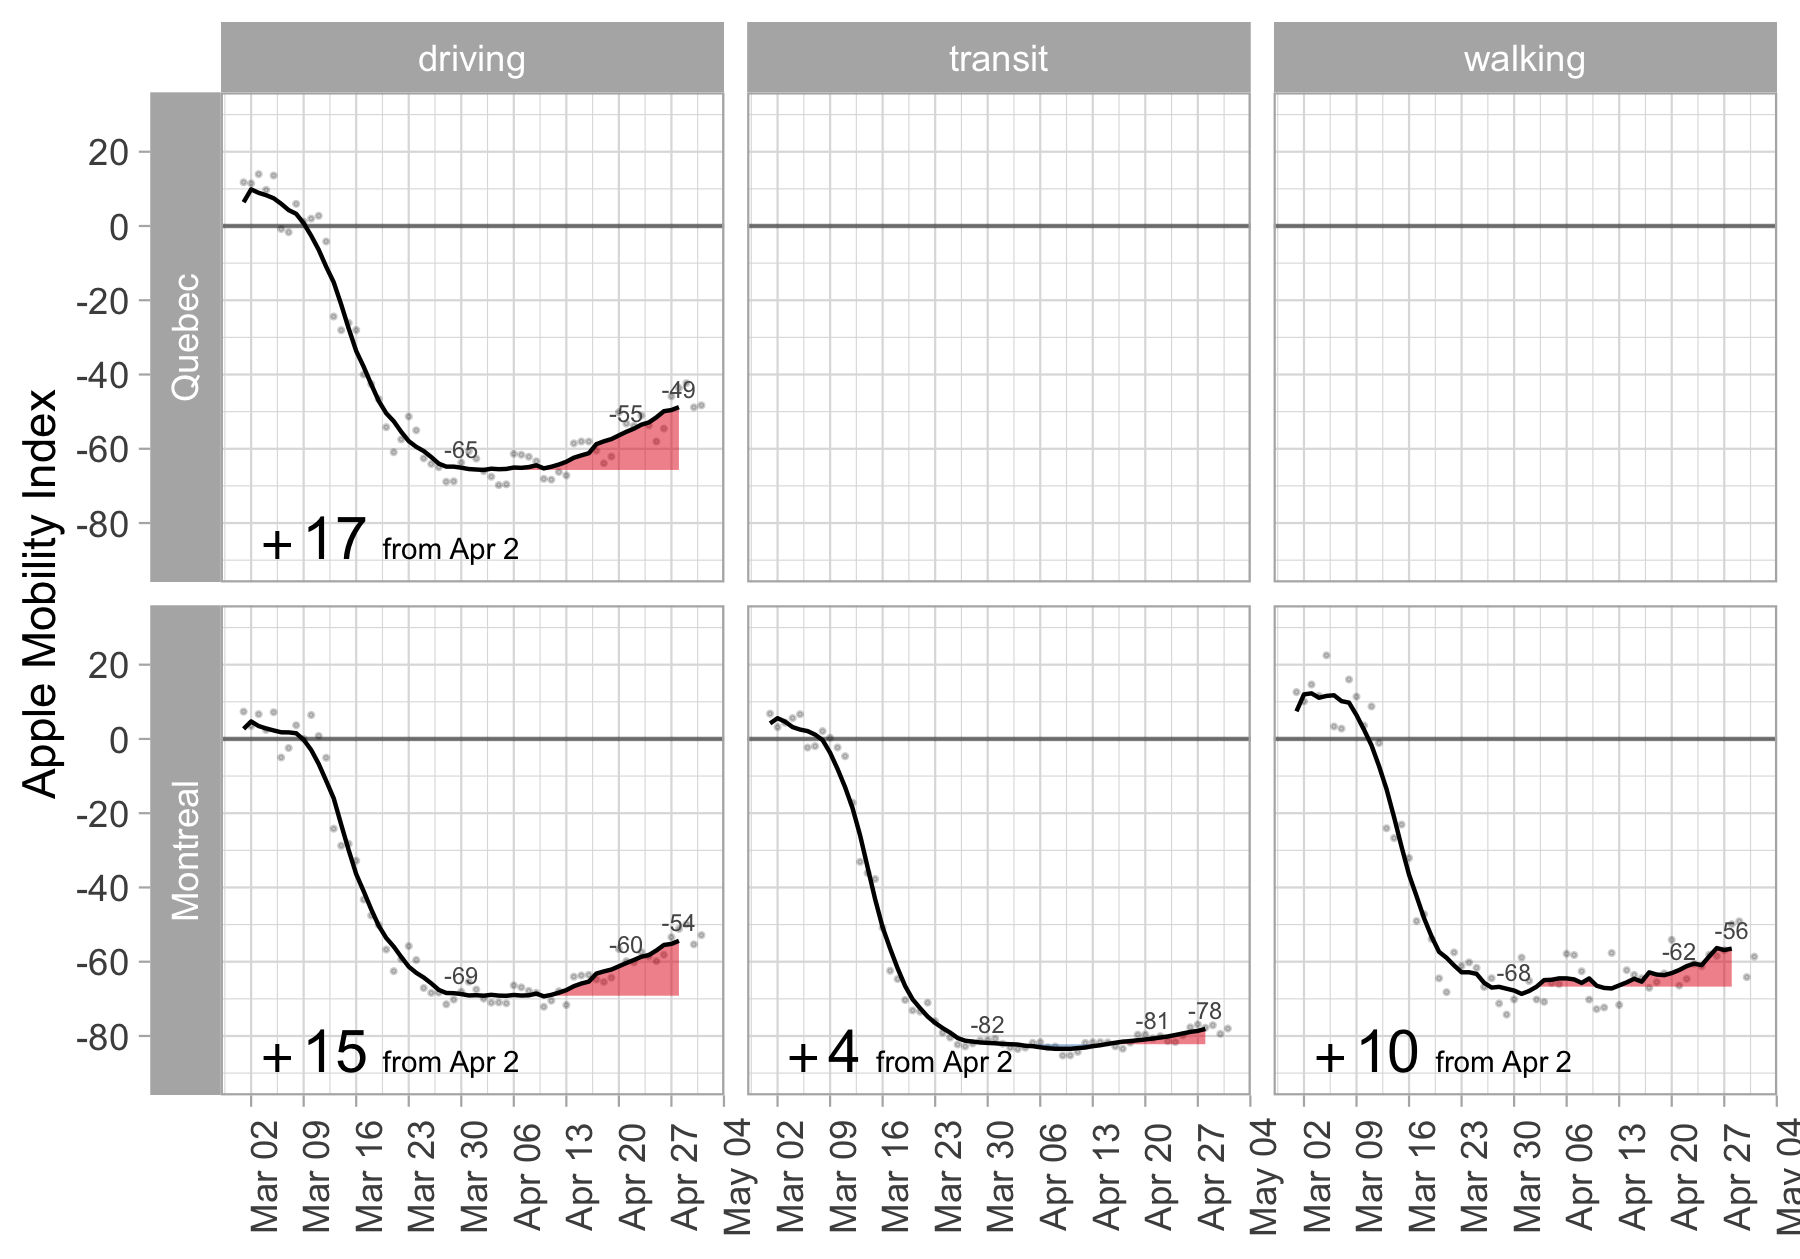 driving
transit
walking
Apple Mobility Index
Quebec
20
0
-20
-40
-60
-80
-65
-55
-49
+17 from Apr 2
Montreal
20
0
-20
-40
-60
-80
-69
-60
-54
+15 from Apr 2
-82
-81
-78
+4 from Apr 2
-68
-62
-56
+10 from Apr 2
Mar 02
Mar 09
Mar 16
Mar 23
Mar 30
Apr 06
Apr 13
Apr 20
Apr 27
May 04
Mar 02
Mar 09
Mar 16
Mar 23
Mar 30
Apr 06
Apr 13
Apr 20
Apr 27
May 04
Mar 02
Mar 09
Mar 16
Mar 23
Mar 30
Apr 06
Apr 13
Apr 20
Apr 27
May 04